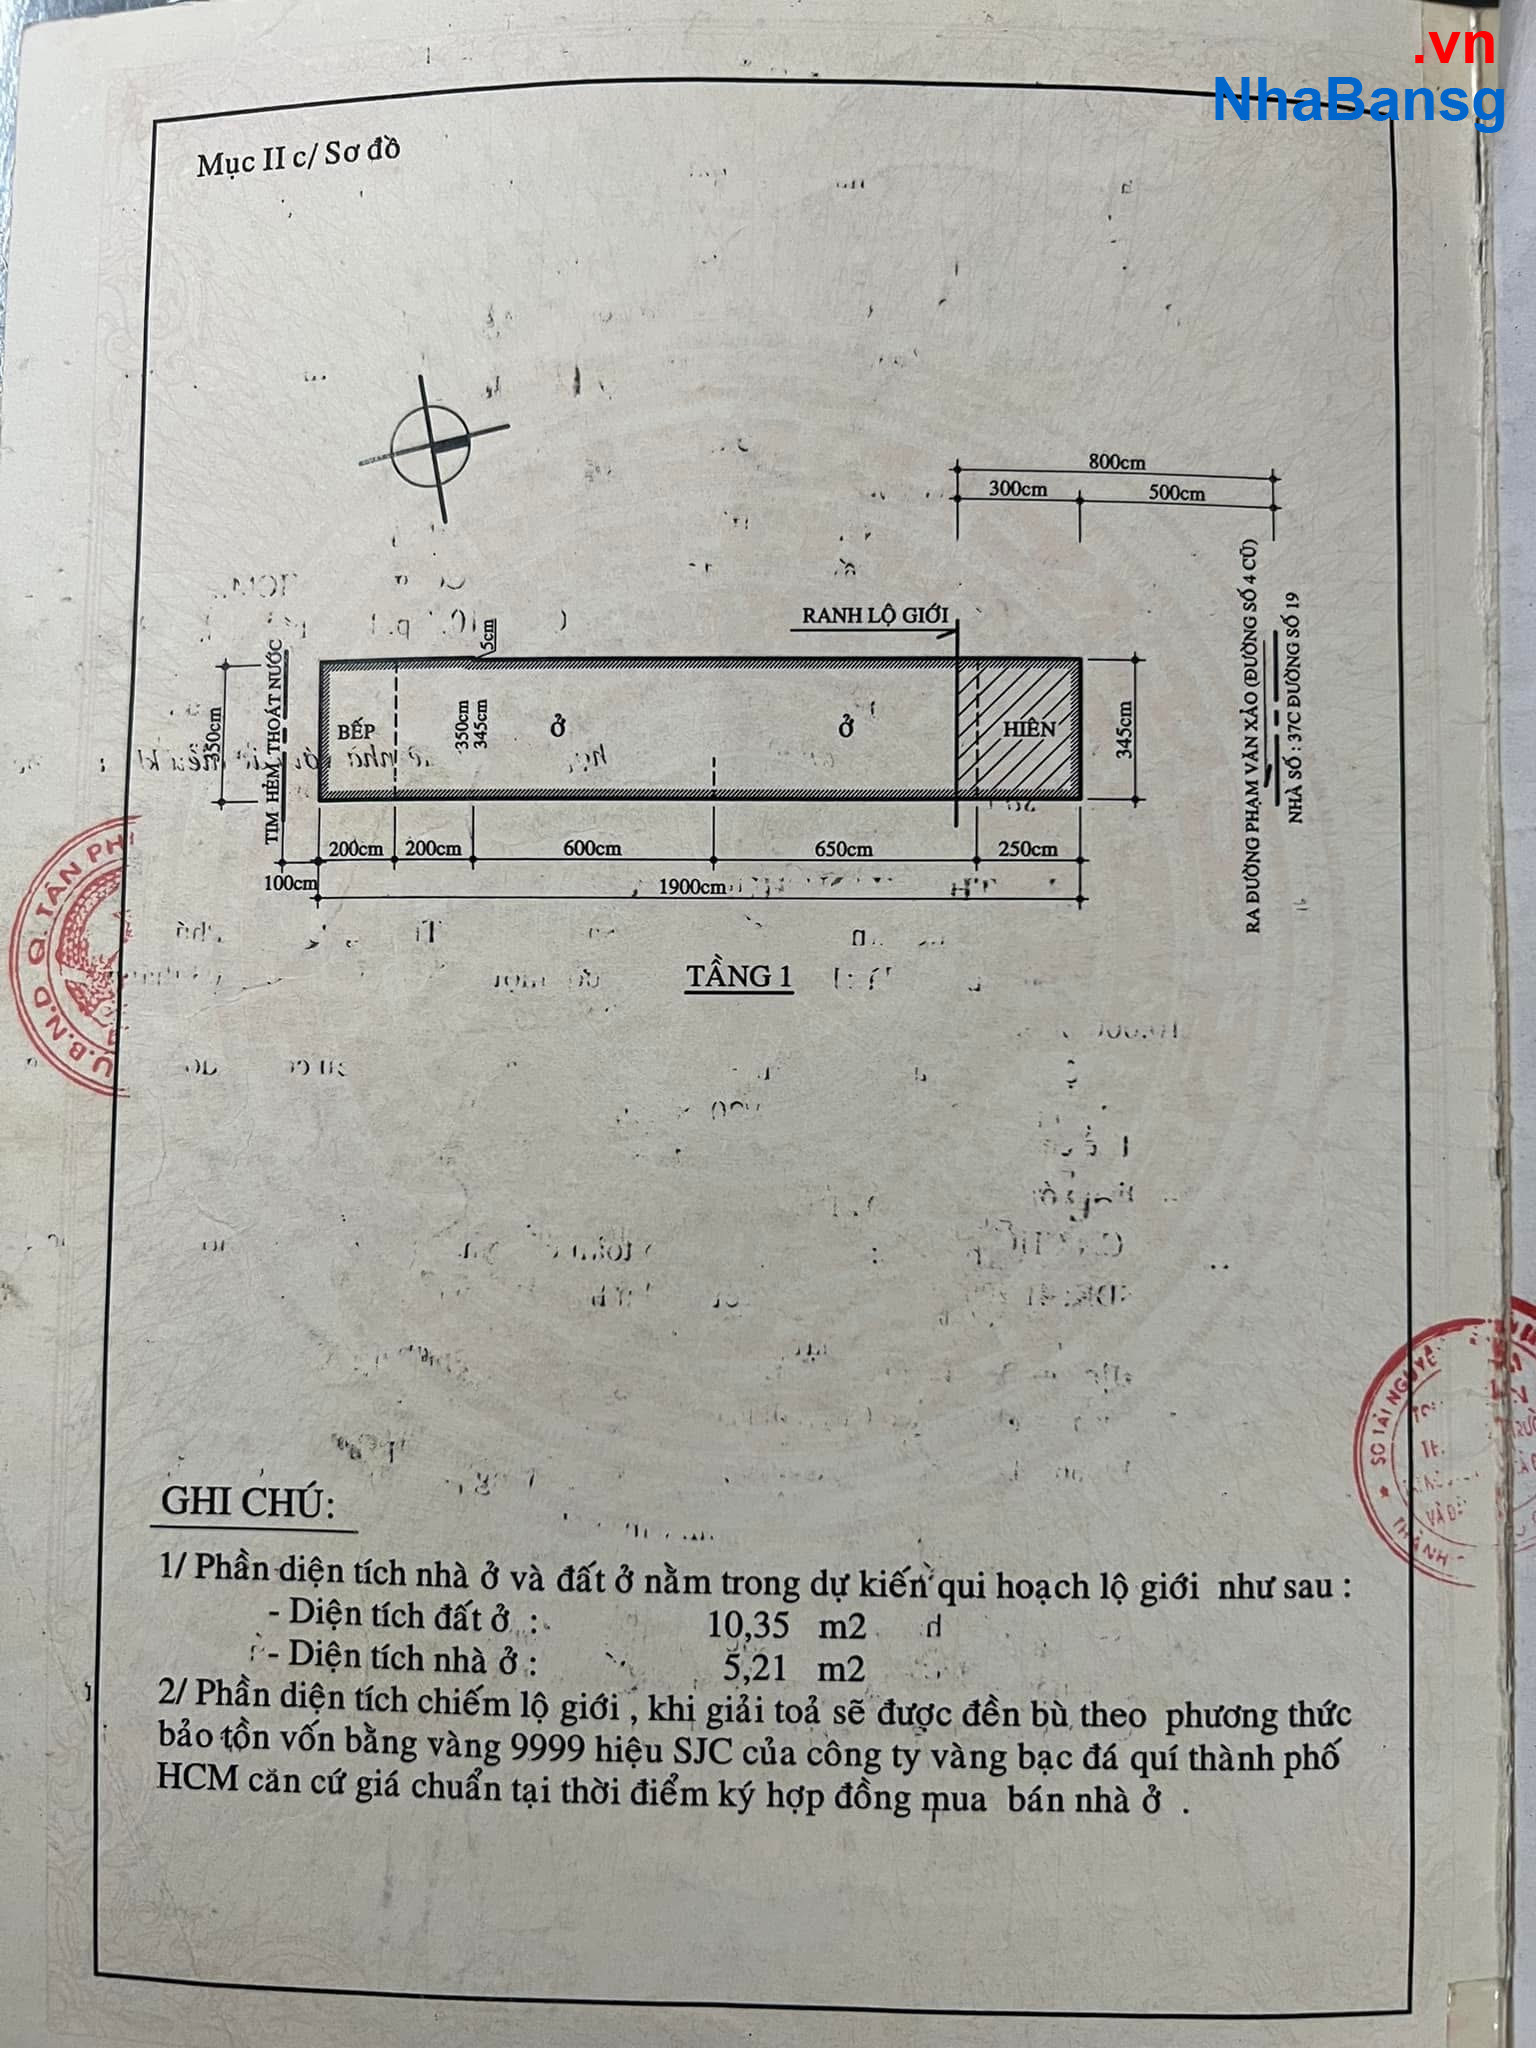 .vn
NhaBansg
Mục II c/ Sơ đồ
800cm
300cm
500cm
RANH LỘ GIỚI
5cm
TIM HẺM THOÁT NƯỚC
350cm
BẾP
350cm
345cm
Ở
Ở
HIÊN
345cm
RA ĐƯỜNG PHẠM VĂN XẢO (ĐƯỜNG SỐ 4 CŨ)
NHÀ SỐ : 37C ĐƯỜNG SỐ 19
200cm
200cm
600cm
650cm
250cm
100cm
1900cm
TẦNG 1
U.B.N.D Q. TÂN PH
SỞ TÀI NGUYÊ
GHI CHÚ:
1/ Phần diện tích nhà ở và đất ở nằm trong dự kiến qui hoạch lộ giới như sau :
- Diện tích đất ở : 10,35 m2
- Diện tích nhà ở : 5,21 m2
2/ Phần diện tích chiếm lộ giới , khi giải toả sẽ được đền bù theo phương thức
bảo tồn vốn bằng vàng 9999 hiệu SJC của công ty vàng bạc đá quí thành phố
HCM căn cứ giá chuẩn tại thời điểm ký hợp đồng mua bán nhà ở .